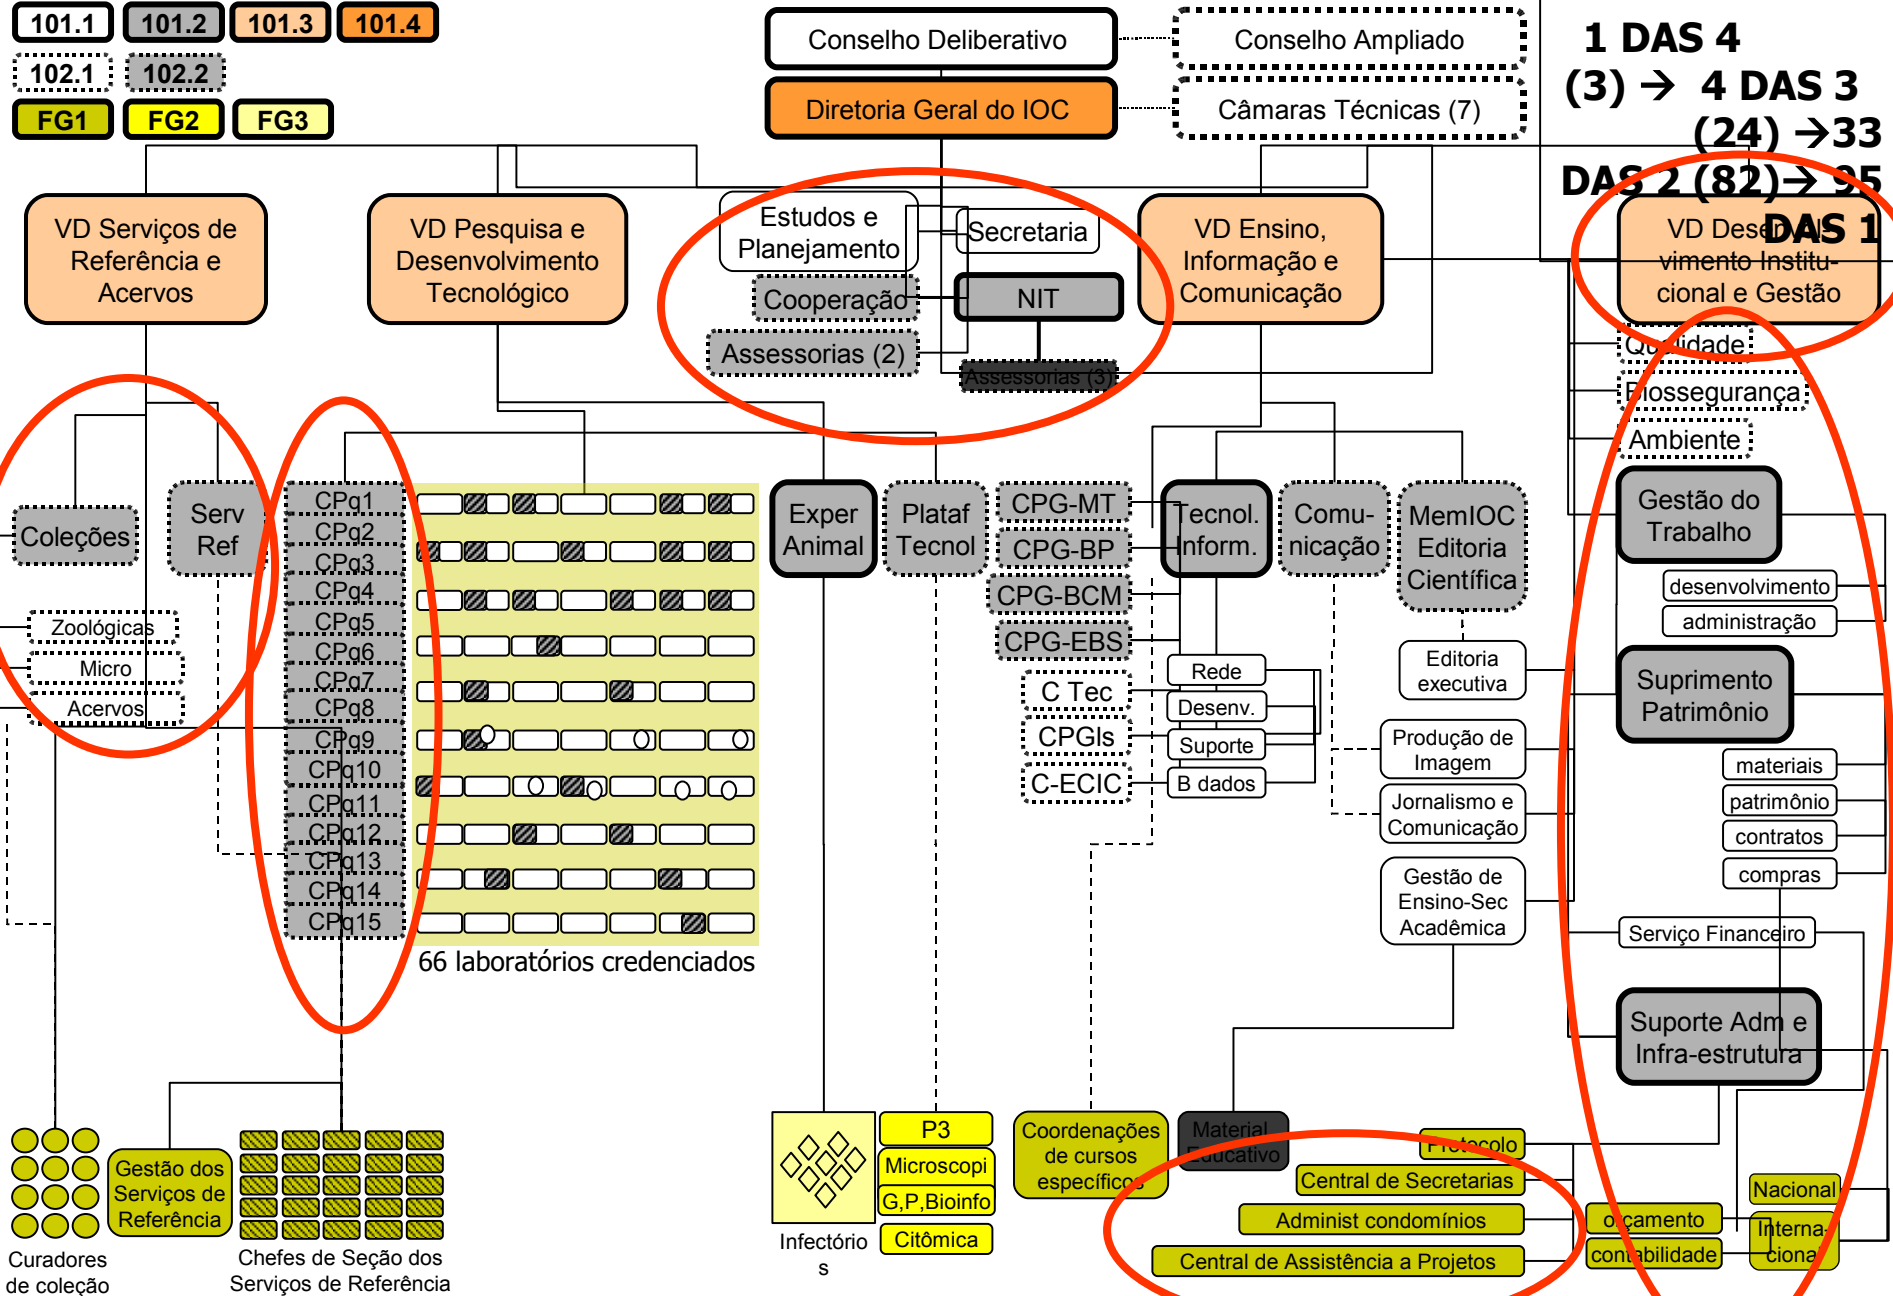 101.1
101.2
101.3
101.4
102.1
102.2
FG1
FG2
FG3
Conselho Deliberativo
Conselho Ampliado
Diretoria Geral do IOC
Câmaras Técnicas (7)
1 DAS 4
(3) → 4 DAS 3
(24) →33
DAS 2 (82)→ 95
DAS 1
VD Serviços de
Referência e
Acervos
VD Pesquisa e
Desenvolvimento
Tecnológico
Estudos e
Planejamento
Secretaria
Cooperação
NIT
Assessorias (2)
Assessorias (3)
VD Ensino,
Informação e
Comunicação
VD Desenvol-
vimento Institu-
cional e Gestão
Qualidade
Biossegurança
Ambiente
Coleções
Serv
Ref
Zoológicas
Micro
Acervos
CPq1
CPq2
CPq3
CPq4
CPq5
CPq6
CPq7
CPq8
CPq9
CPq10
CPq11
CPq12
CPq13
CPq14
CPq15
66 laboratórios credenciados
Exper
Animal
Plataf
Tecnol
CPG-MT
CPG-BP
CPG-BCM
CPG-EBS
C Tec
CPGls
C-ECIC
Tecnol.
Inform.
Rede
Desenv.
Suporte
B dados
Comu-
nicação
MemIOC
Editoria
Científica
Editoria
executiva
Produção de
Imagem
Jornalismo e
Comunicação
Gestão de
Ensino-Sec
Acadêmica
Gestão do
Trabalho
desenvolvimento
administração
Suprimento
Patrimônio
materiais
patrimônio
contratos
compras
Serviço Financeiro
Suporte Adm e
Infra-estrutura
Curadores
de coleção
Gestão dos
Serviços de
Referência
Chefes de Seção dos
Serviços de Referência
Infectório
s
P3
Microscopi
G,P,Bioinfo
Citômica
Coordenações
de cursos
específicos
Material
Educativo
Protocolo
Central de Secretarias
Administ condomínios
Central de Assistência a Projetos
orçamento
contabilidade
Nacional
Interna-
cional